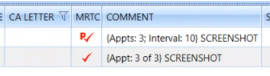 E CA LETTER MRTC COMMENT S
P✓ (Appts: 3; Interval: 10) SCREENSHOT
✓ (Appt: 3 of 3) SCREENSHOT